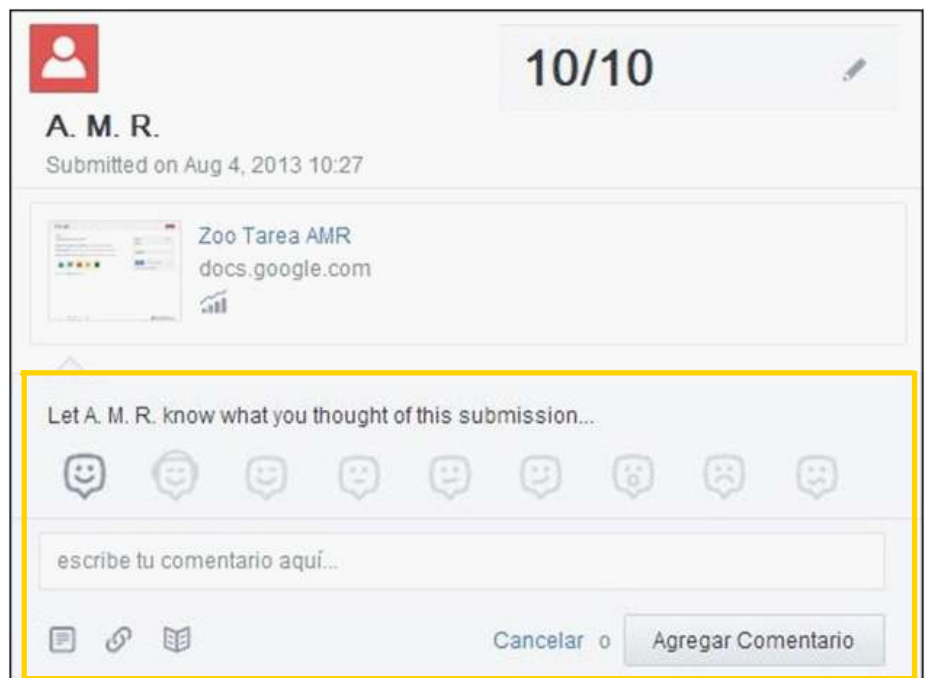 10/10
A. M. R.
Submitted on Aug 4, 2013 10:27
Zoo Tarea AMR
docs.google.com
Let A. M. R. know what you thought of this submission...
escribe tu comentario aquí...
Cancelar o Agregar Comentario